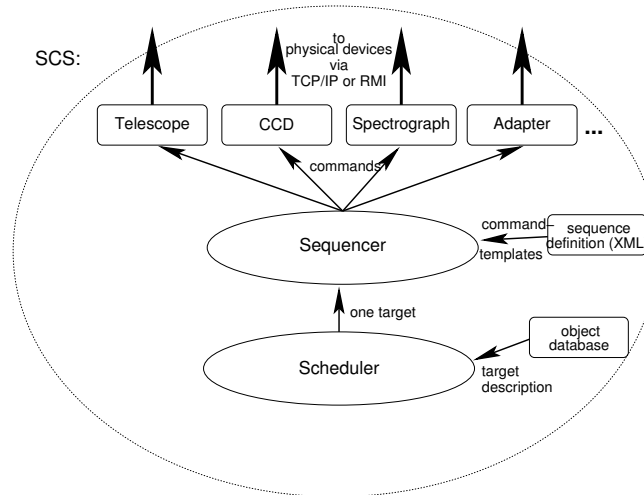 SCS:
to
physical devices
via
TCP/IP or RMI
Telescope
CCD
Spectrograph
Adapter
...
commands
Sequencer
command–
templates
sequence
definition (XML
one target
Scheduler
object
database
target
description